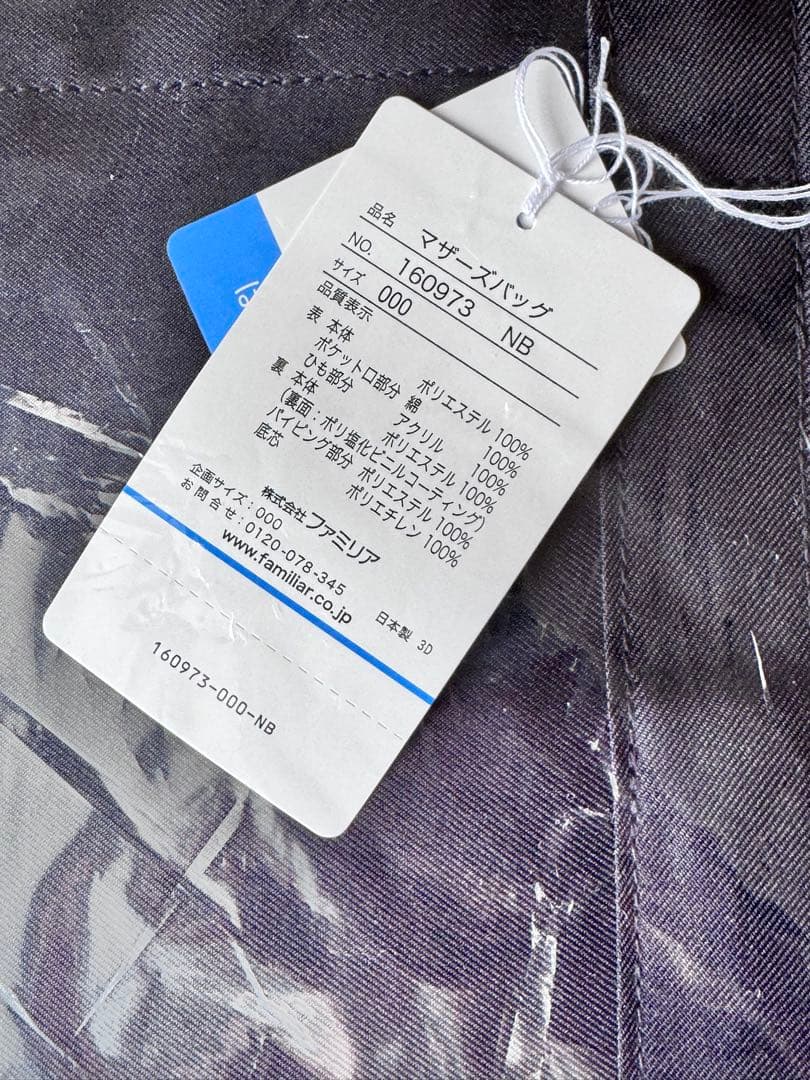 品名 マザーズバッグ
NO. 160973 NB
サイズ 000
品質表示
表 本体 ポリエステル 100%
ポケット口部分 綿 100%
ひも部分 アクリル 100%
裏 本体 ポリエステル 100%
(裏面:ポリ塩化ビニルコーティング)
パイピング部分 ポリエステル 100%
底芯 ポリエチレン 100%
株式会社 ファミリア
企画サイズ:000
お問合せ:0120-078-345
www.familiar.co.jp
日本製 3D
160973-000-NB